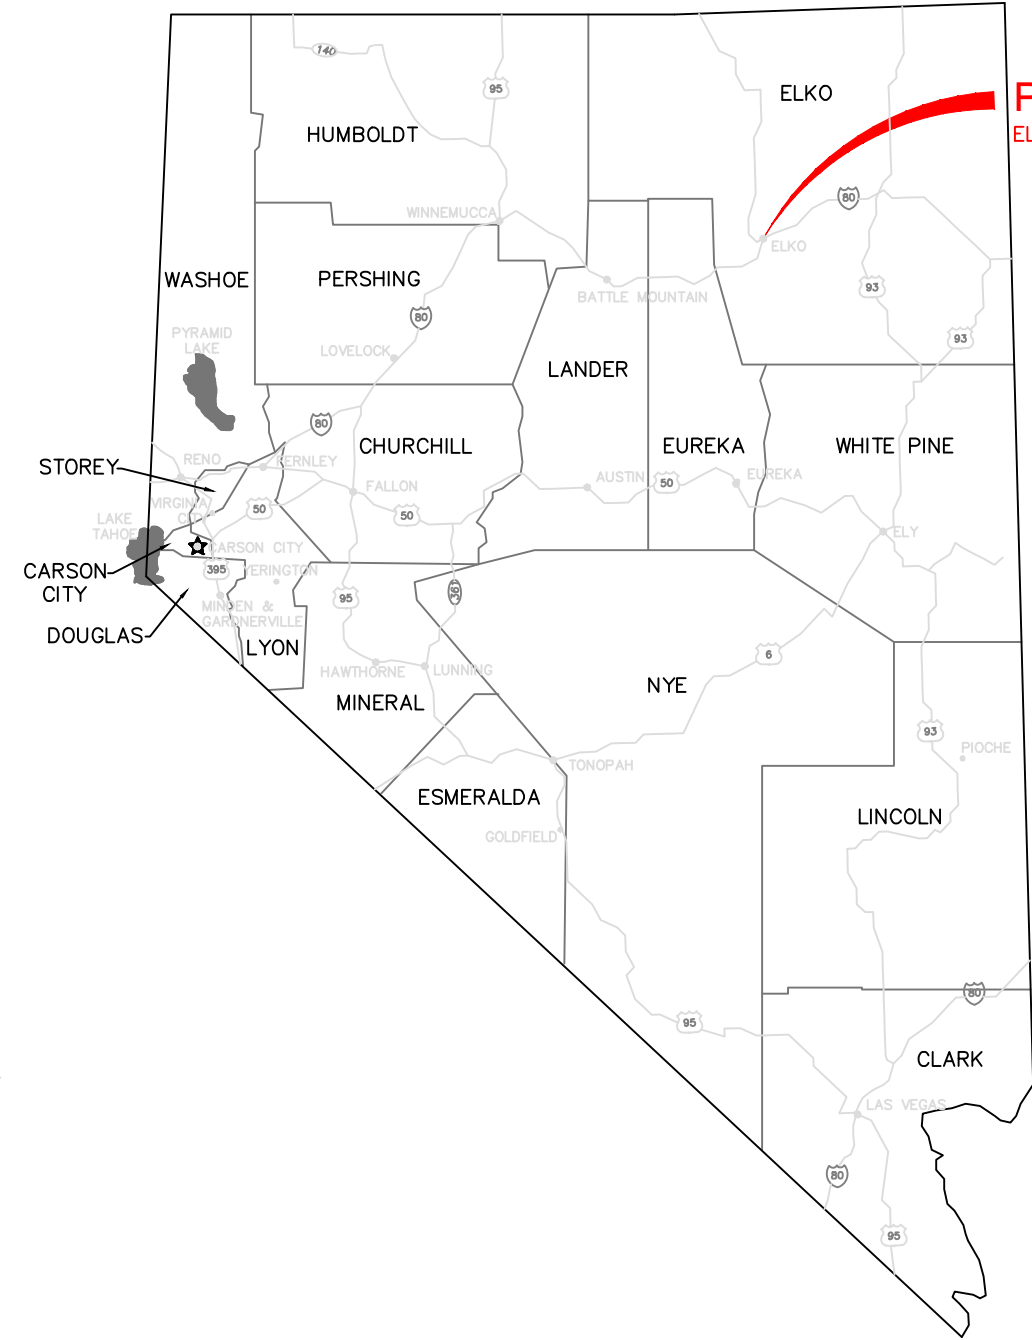 140
95
ELKO
F
EL
HUMBOLDT
80
WINNEMUCCA
ELKO
WASHOE
PERSHING
BATTLE MOUNTAIN
93
80
PYRAMID
LAKE
LOVELOCK
93
LANDER
80
CHURCHILL
EUREKA
WHITE PINE
STOREY
RENO
FERNLEY
AUSTIN
50
EUREKA
FALLON
VIRGINIA
CITY
50
50
LAKE
TAHOE
ELY
CARSON CITY
CARSON
CITY
395
YERINGTON
95
361
MINDEN &
GARDNERVILLE
DOUGLAS
LYON
6
HAWTHORNE
LUNNING
NYE
MINERAL
93
PIOCHE
TONOPAH
ESMERALDA
LINCOLN
GOLDFIELD
80
95
CLARK
LAS VEGAS
80
95